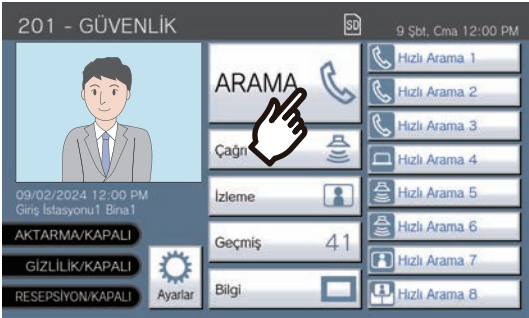 201 - GÜVENLİK
SD
9 Şbt, Cma 12:00 PM
09/02/2024 12:00 PM
Giriş İstasyonu1 Bina1
AKTARMA/KAPALI
GİZLİLİK/KAPALI
RESEPSİYON/KAPALI
Ayarlar
ARAMA
Çağrı
İzleme
Geçmiş 41
Bilgi
Hızlı Arama 1
Hızlı Arama 2
Hızlı Arama 3
Hızlı Arama 4
Hızlı Arama 5
Hızlı Arama 6
Hızlı Arama 7
Hızlı Arama 8